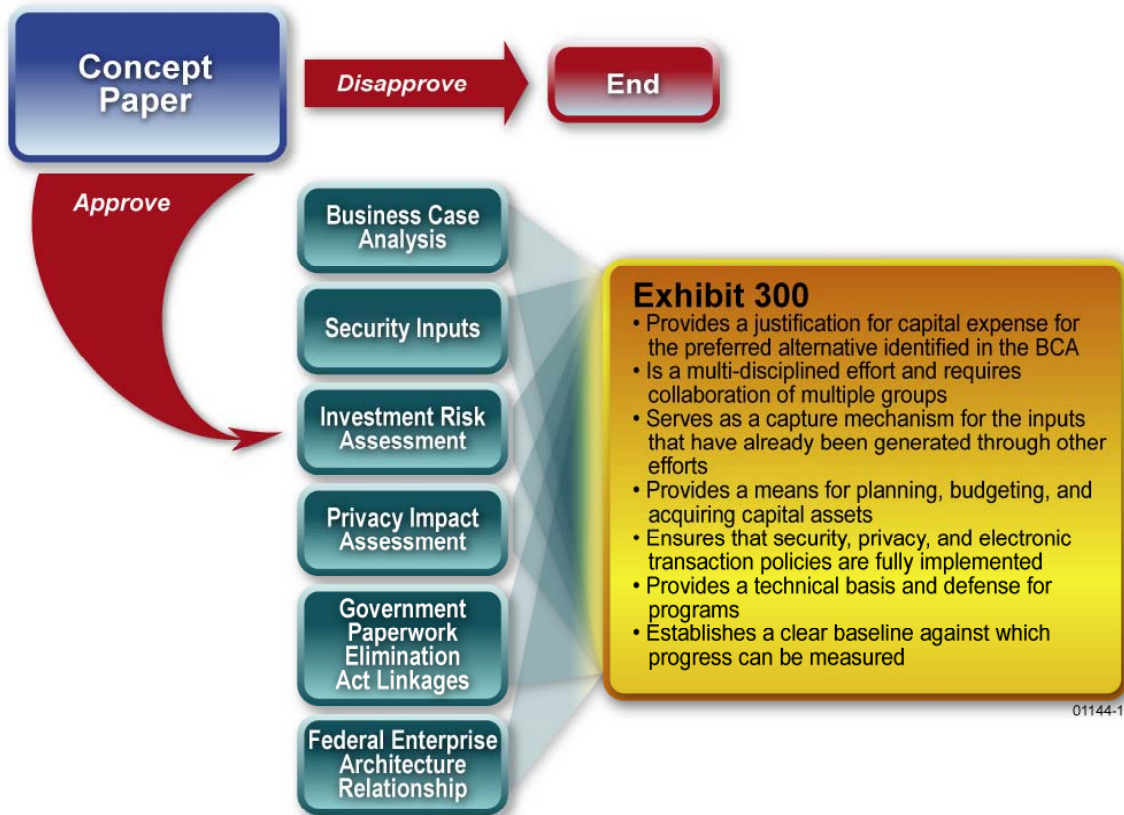 Concept
Paper
Disapprove
End
Approve
Business Case
Analysis
Security Inputs
Investment Risk
Assessment
Privacy Impact
Assessment
Government
Paperwork
Elimination
Act Linkages
Federal Enterprise
Architecture
Relationship
Exhibit 300
• Provides a justification for capital expense for
the preferred alternative identified in the BCA
• Is a multi-disciplined effort and requires
collaboration of multiple groups
• Serves as a capture mechanism for the inputs
that have already been generated through other
efforts
• Provides a means for planning, budgeting, and
acquiring capital assets
• Ensures that security, privacy, and electronic
transaction policies are fully implemented
• Provides a technical basis and defense for
programs
• Establishes a clear baseline against which
progress can be measured
01144-1